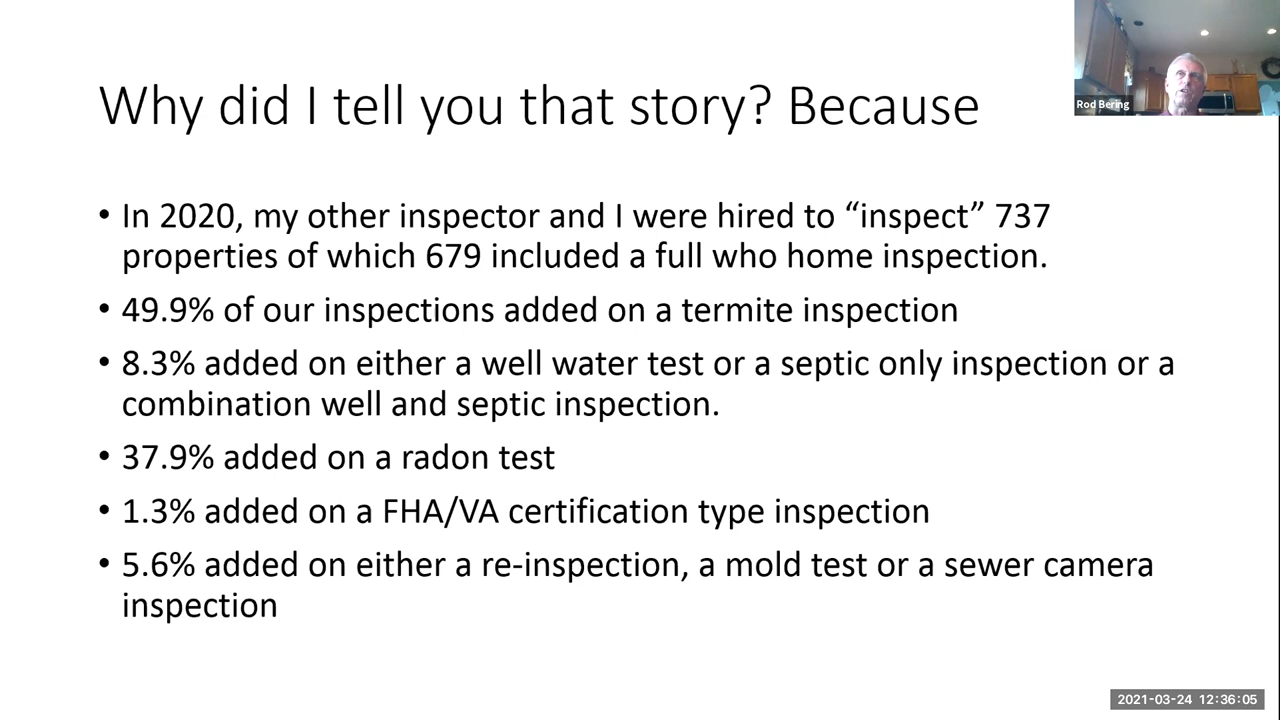 Why did I tell you that story? Because
Rod Bering
• In 2020, my other inspector and I were hired to “inspect” 737
properties of which 679 included a full who home inspection.
• 49.9% of our inspections added on a termite inspection
• 8.3% added on either a well water test or a septic only inspection or a
combination well and septic inspection.
• 37.9% added on a radon test
• 1.3% added on a FHA/VA certification type inspection
• 5.6% added on either a re-inspection, a mold test or a sewer camera
inspection
2021-03-24 12:36:05